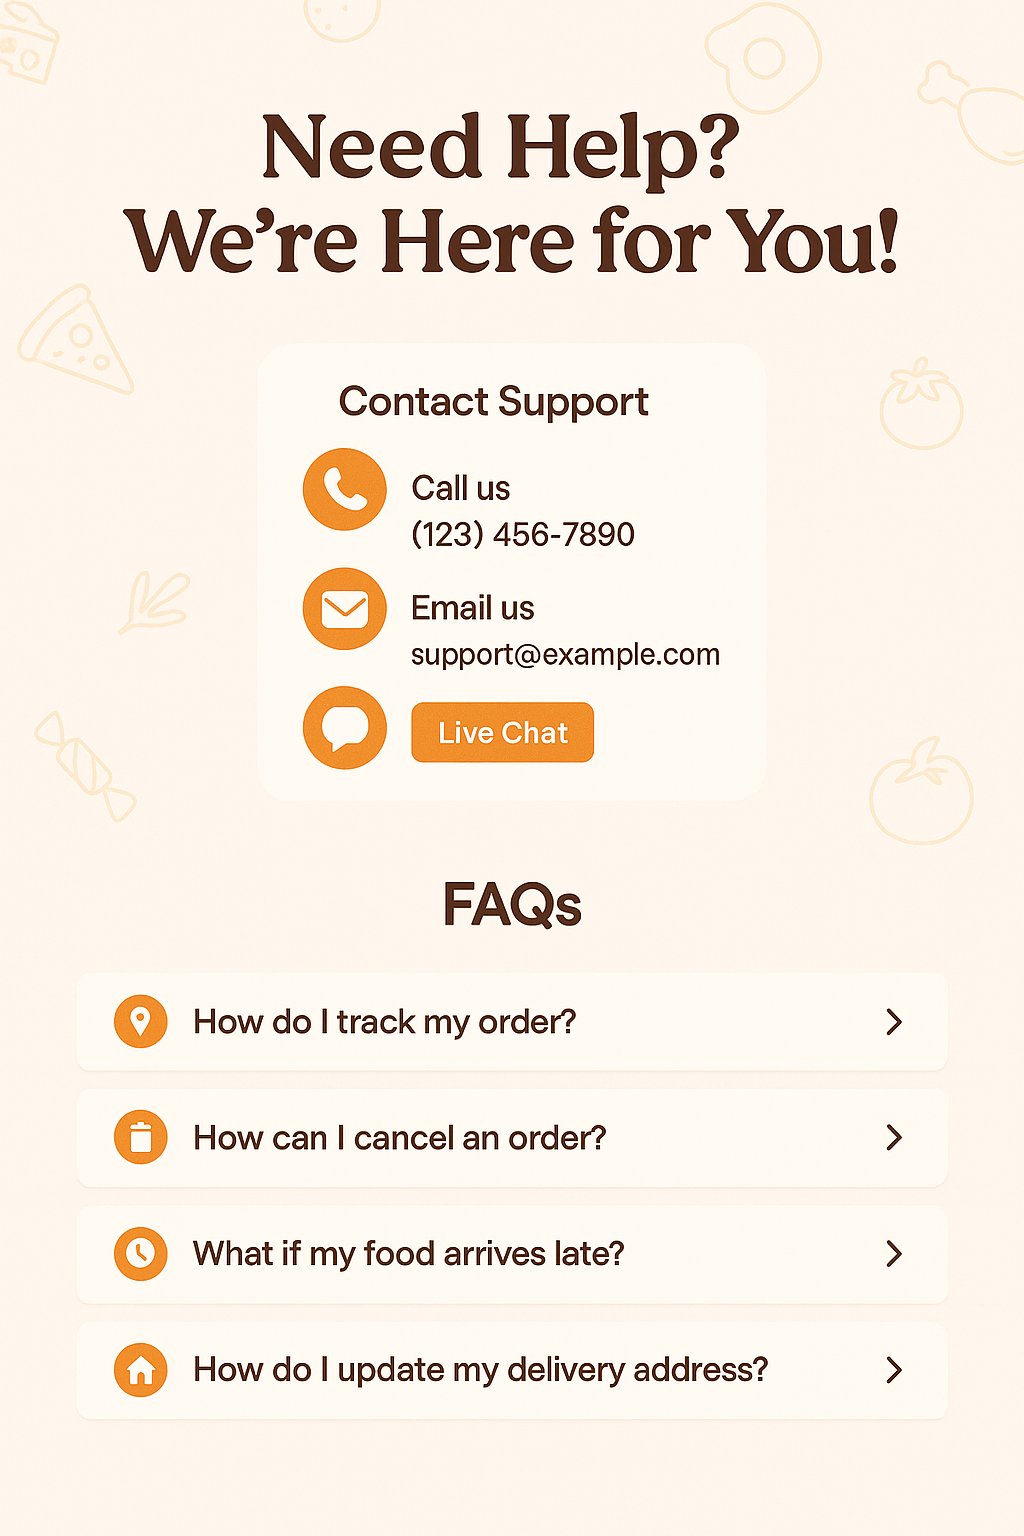 Need Help?
We’re Here for You!
Contact Support
Call us
(123) 456-7890
Email us
support@example.com
Live Chat
FAQs
How do I track my order?
How can I cancel an order?
What if my food arrives late?
How do I update my delivery address?